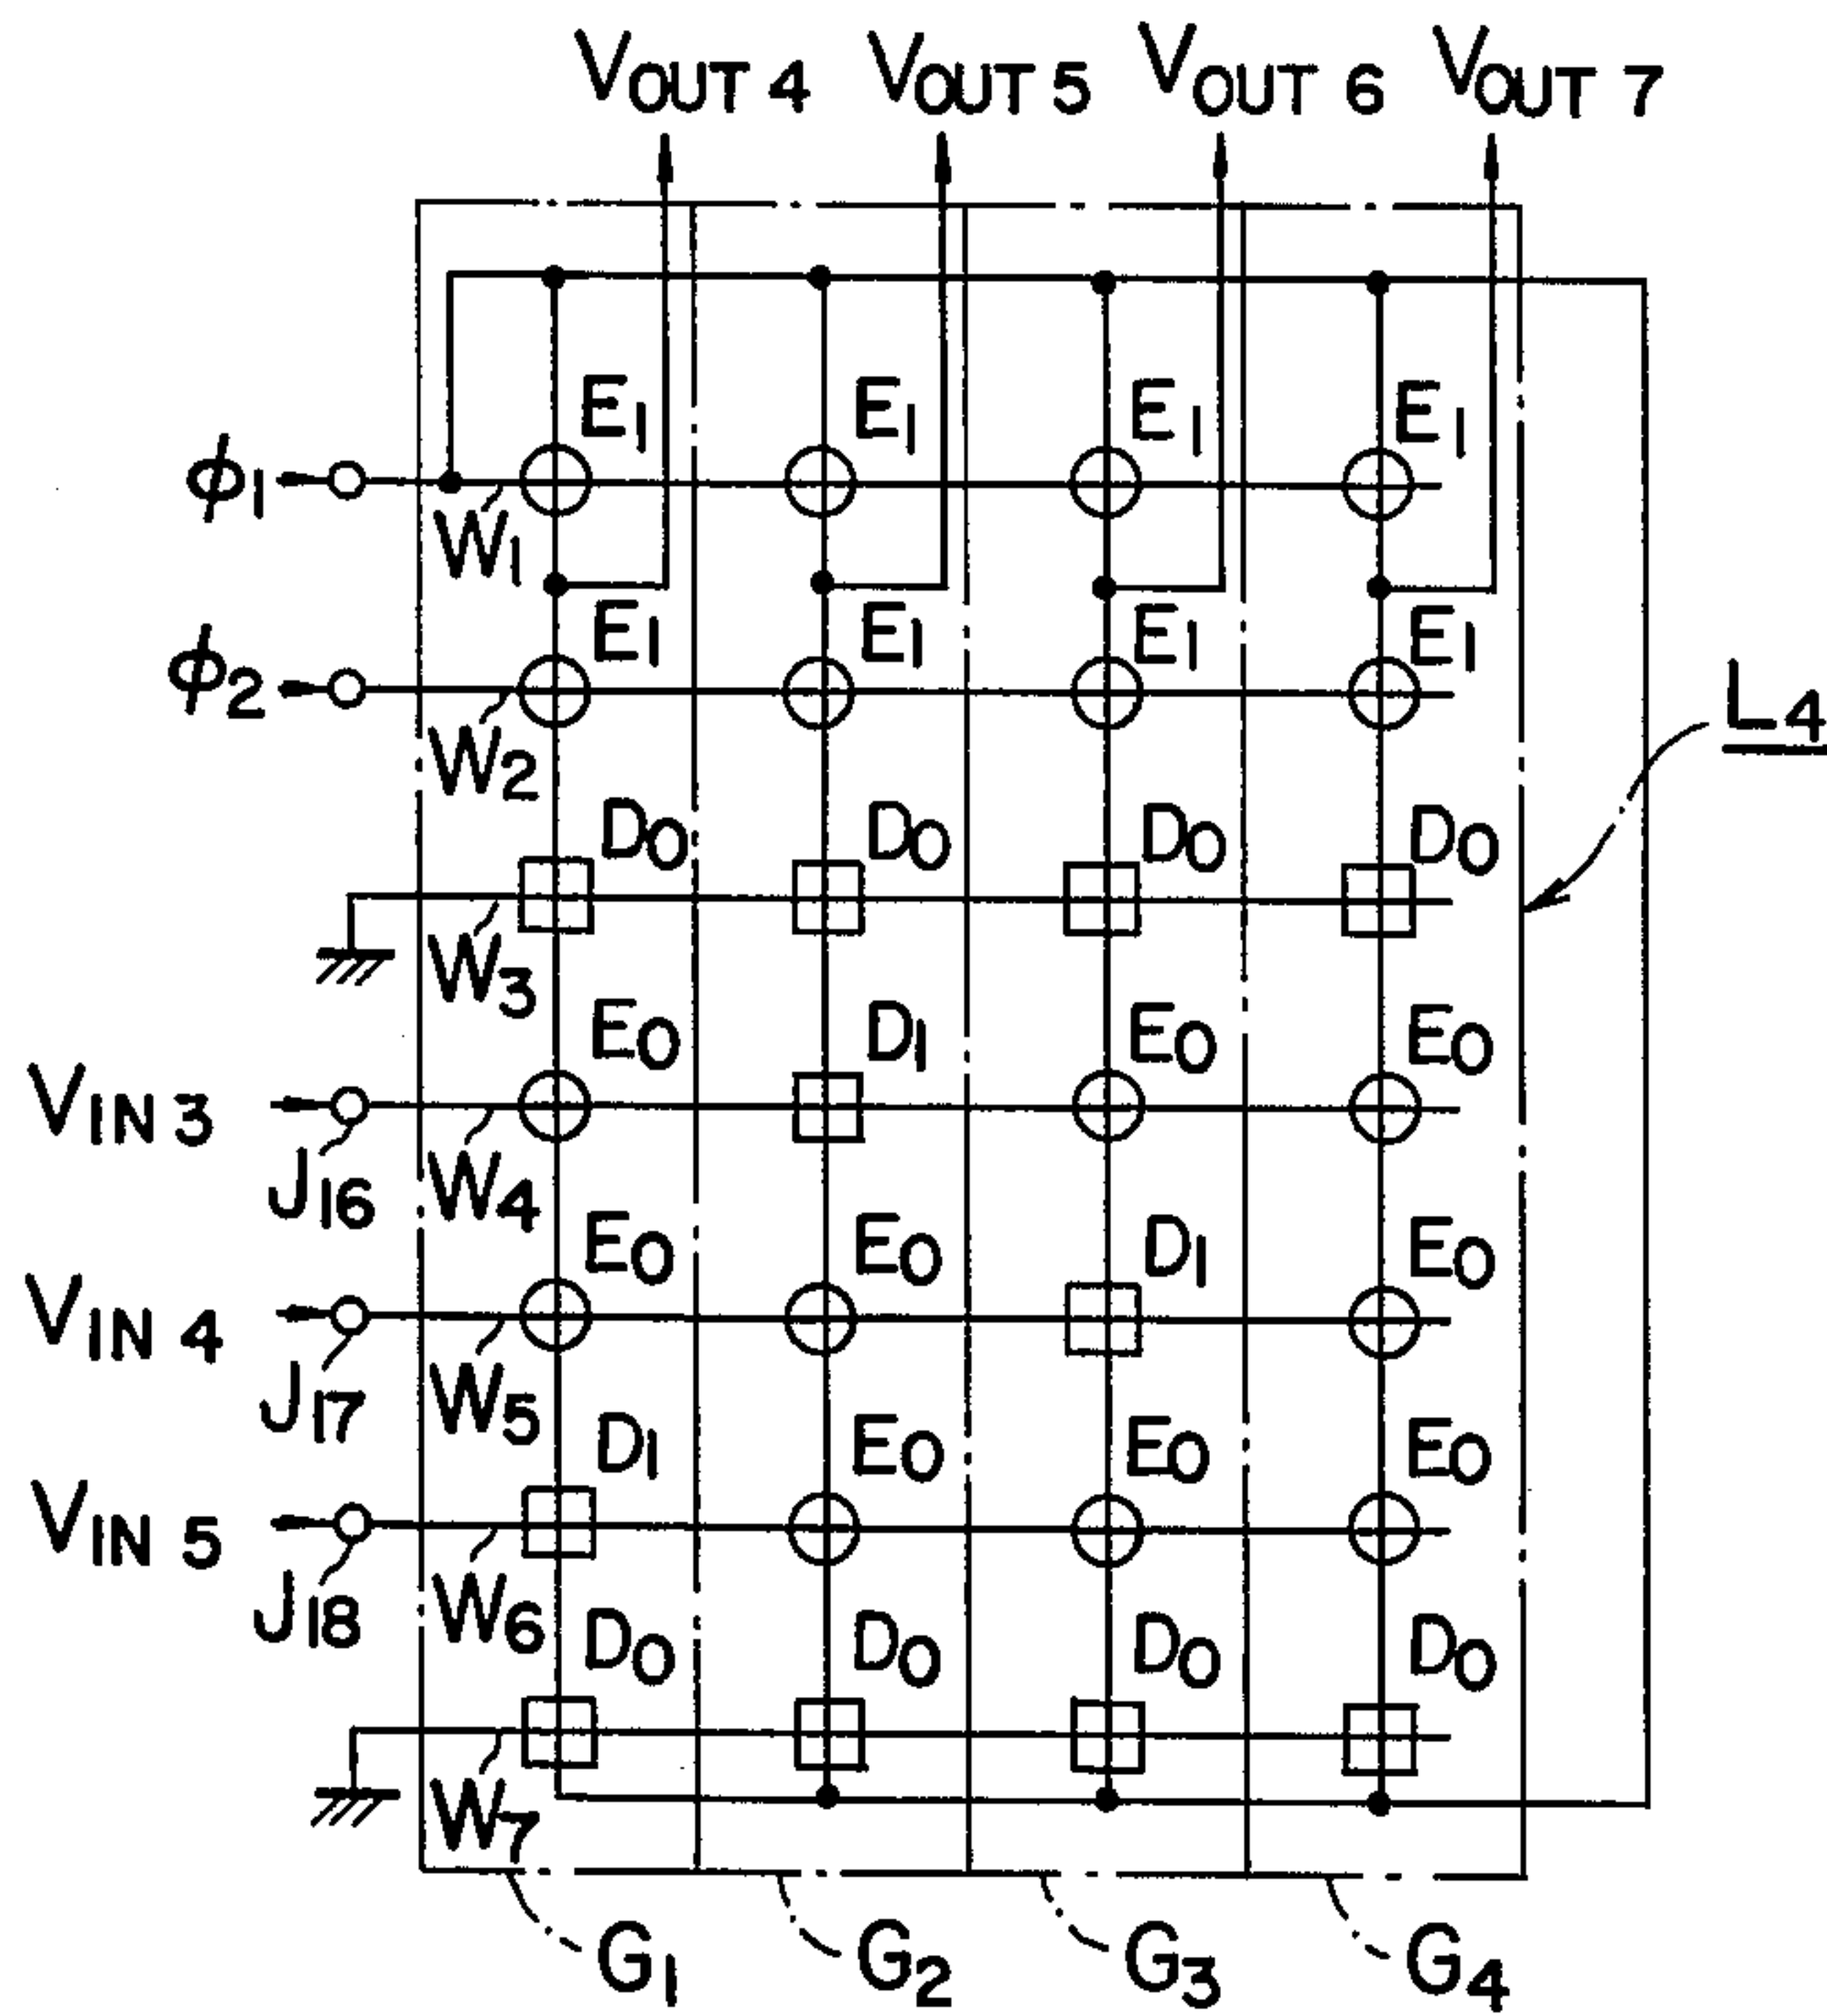 VOUT 4 VOUT 5 VOUT 6 VOUT 7
E1 E1 E1 E1
φ1
W1
E1 E1 E1 E1
φ2
L4
W2
D0 D0 D0 D0
W3
E0 D1 E0 E0
VIN 3
J16 W4
E0 E0 D1 E0
VIN 4
J17 W5
D1 E0 E0 E0
VIN 5
J18 W6
D0 D0 D0 D0
W7
G1 G2 G3 G4